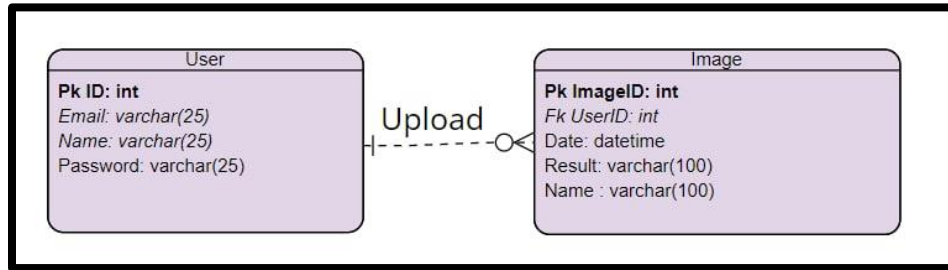 User
Pk ID: int
Email: varchar(25)
Name: varchar(25)
Password: varchar(25)
Upload
Image
Pk ImageID: int
Fk UserID: int
Date: datetime
Result: varchar(100)
Name : varchar(100)